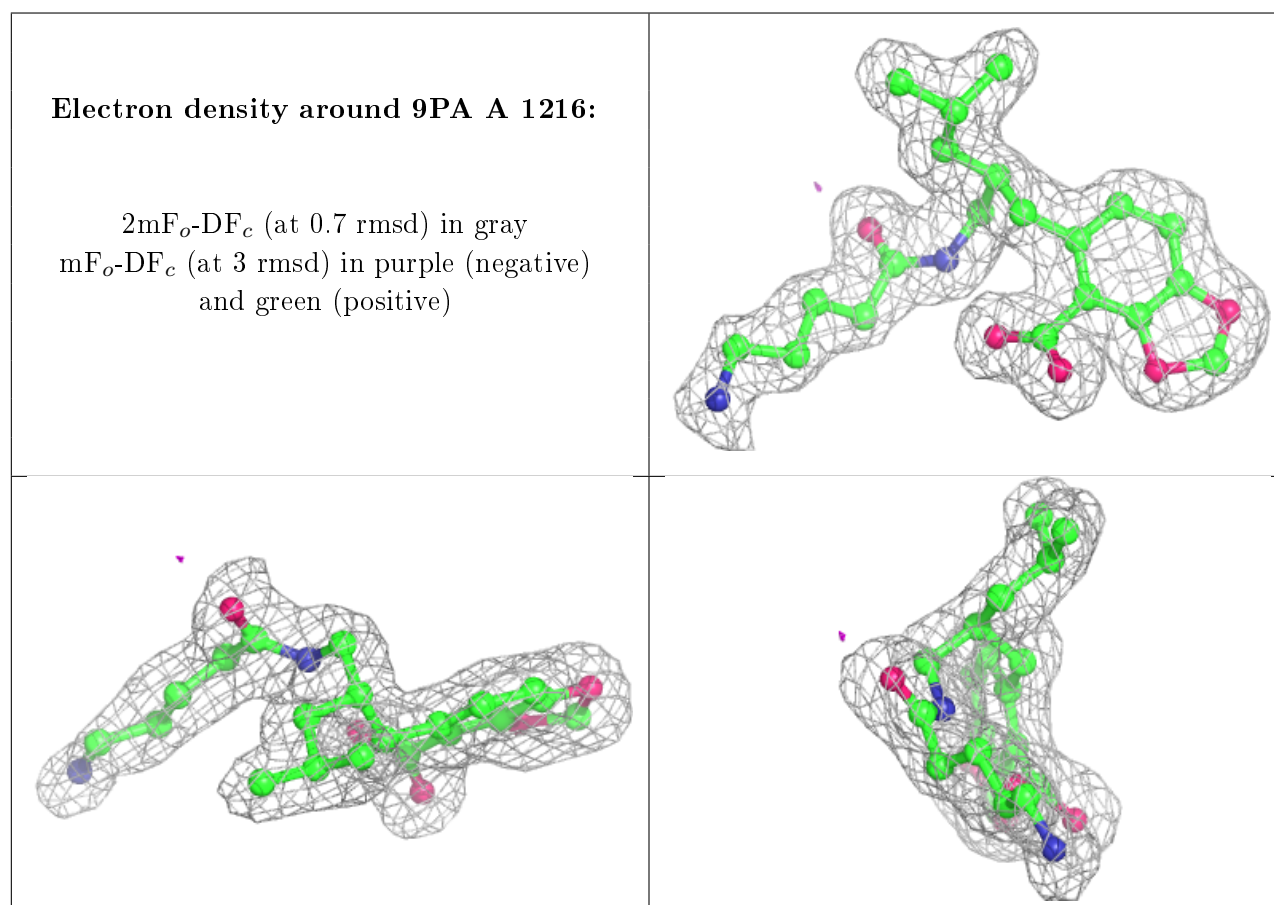 Electron density around 9PA A 1216:
2mFo-DFc (at 0.7 rmsd) in gray
mFo-DFc (at 3 rmsd) in purple (negative)
and green (positive)